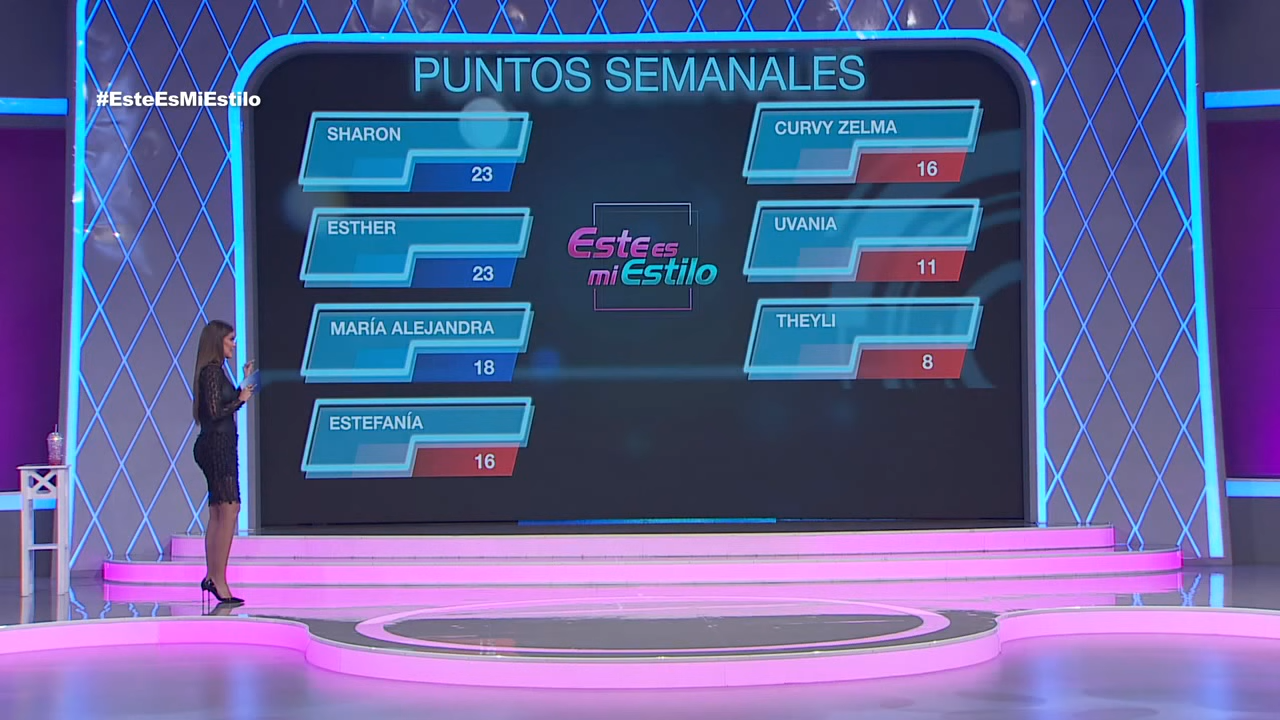 PUNTOS SEMANALES
#EsteEsMiEstilo
SHARON
23
ESTHER
23
MARÍA ALEJANDRA
18
ESTEFANÍA
16
Este es
mi Estilo
CURVY ZELMA
16
UVANIA
11
THEYLI
8